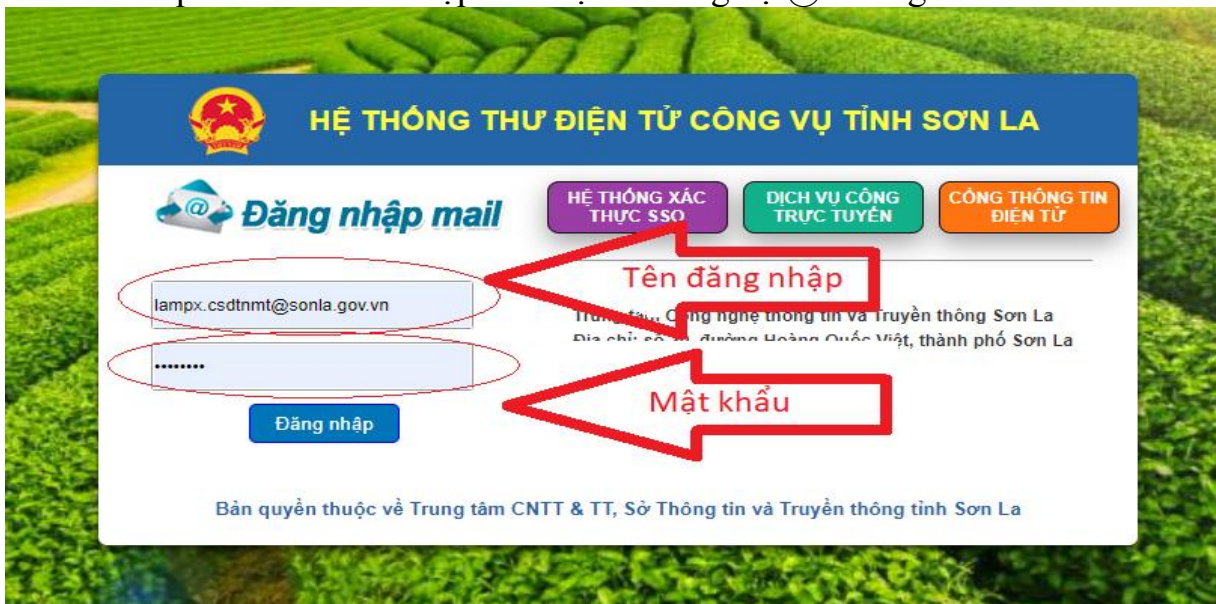 HỆ THỐNG THƯ ĐIỆN TỬ CÔNG VỤ TỈNH SƠN LA
Đăng nhập mail
HỆ THỐNG XÁC
THỰC SSO
DỊCH VỤ CÔNG
TRỰC TUYẾN
CỔNG THÔNG TIN
ĐIỆN TỬ
Tên đăng nhập
lampx.csdtnmt@sonla.gov.vn
Công nghệ thông tin và Truyền thông Sơn La
đường Hoàng Quốc Việt, thành phố Sơn La
••••••••
Mật khẩu
Đăng nhập
Bản quyền thuộc về Trung tâm CNTT & TT, Sở Thông tin và Truyền thông tỉnh Sơn La